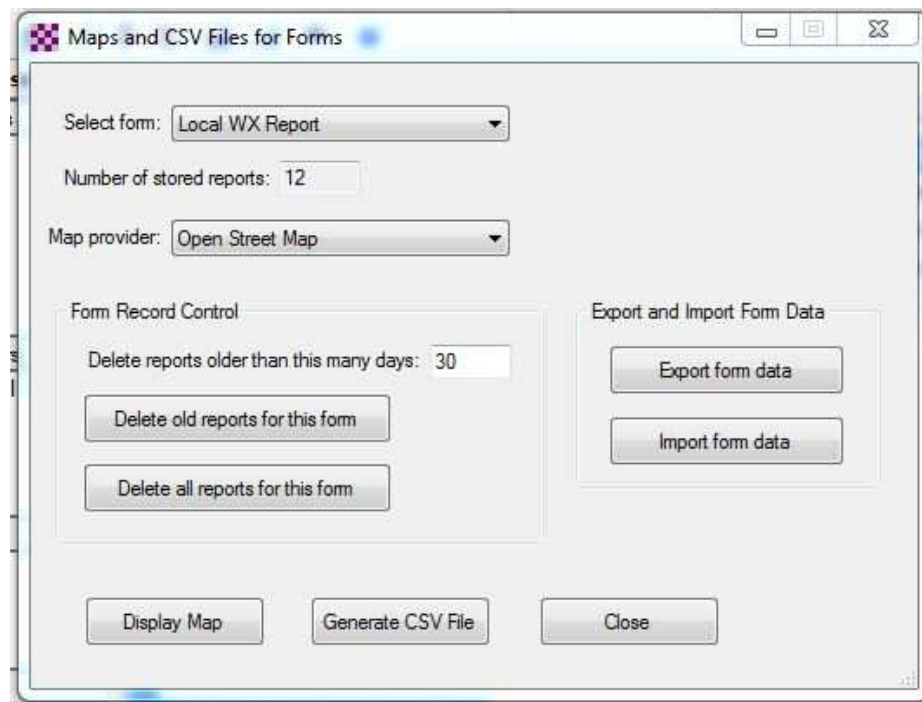 Maps and CSV Files for Forms
Select form: Local WX Report
Number of stored reports: 12
Map provider: Open Street Map
Form Record Control
Delete reports older than this many days: 30
Delete old reports for this form
Delete all reports for this form
Export and Import Form Data
Export form data
Import form data
Display Map
Generate CSV File
Close